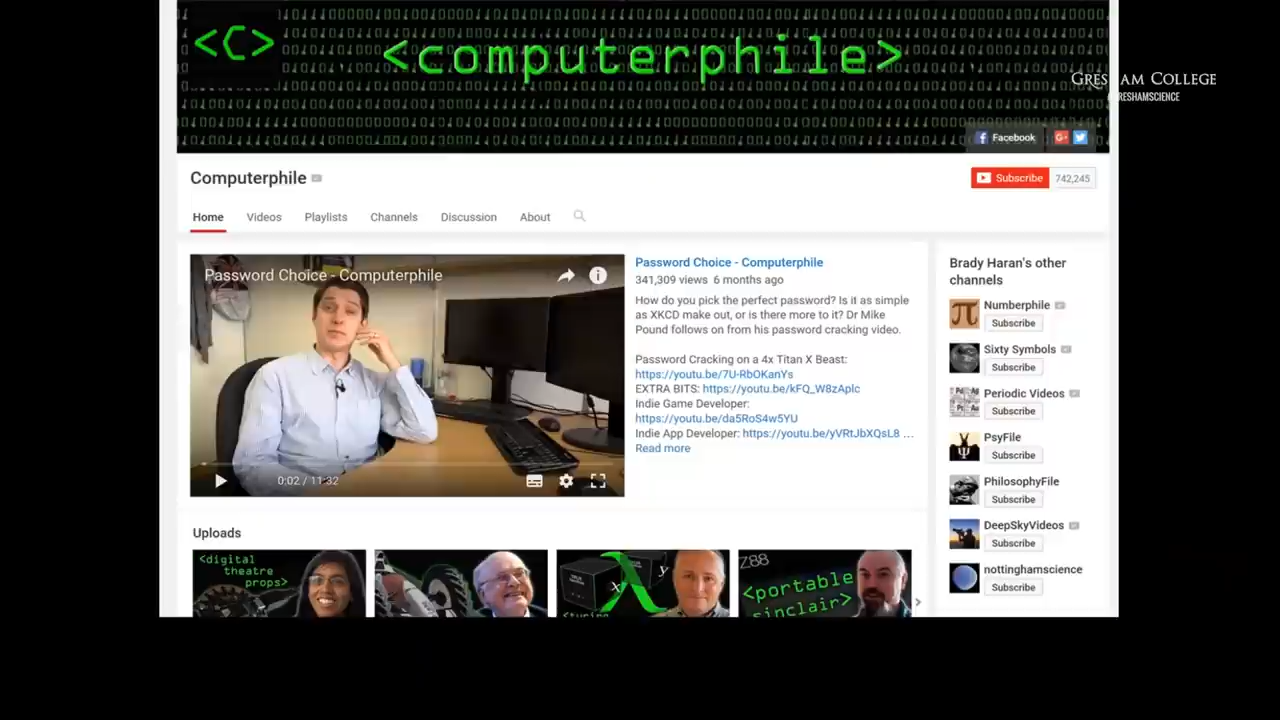 <C>
<computerphile>
GRESHAM COLLEGE
RESHAMSCIENCE
Facebook
G+
Computerphile
Subscribe 742,245
Home Videos Playlists Channels Discussion About
Password Choice - Computerphile
0:02 / 11:32
Password Choice - Computerphile
341,309 views 6 months ago
How do you pick the perfect password? Is it as simple
as XKCD make out, or is there more to it? Dr Mike
Pound follows on from his password cracking video.
Password Cracking on a 4x Titan X Beast:
https://youtu.be/7U-RbOKanYs
EXTRA BITS: https://youtu.be/kFQ_W8zAplc
Indie Game Developer:
https://youtu.be/da5RoS4w5YU
Indie App Developer: https://youtu.be/yVRtJbXQsL8 ...
Read more
Brady Haran's other
channels
π
Numberphile
Subscribe
Sixty Symbols
Subscribe
Periodic Videos
Subscribe
PsyFile
Subscribe
PhilosophyFile
Subscribe
DeepSkyVideos
Subscribe
nottinghamscience
Subscribe
Uploads
<digital
theatre
props>
x λ y
Z88
<portable
sinclair>